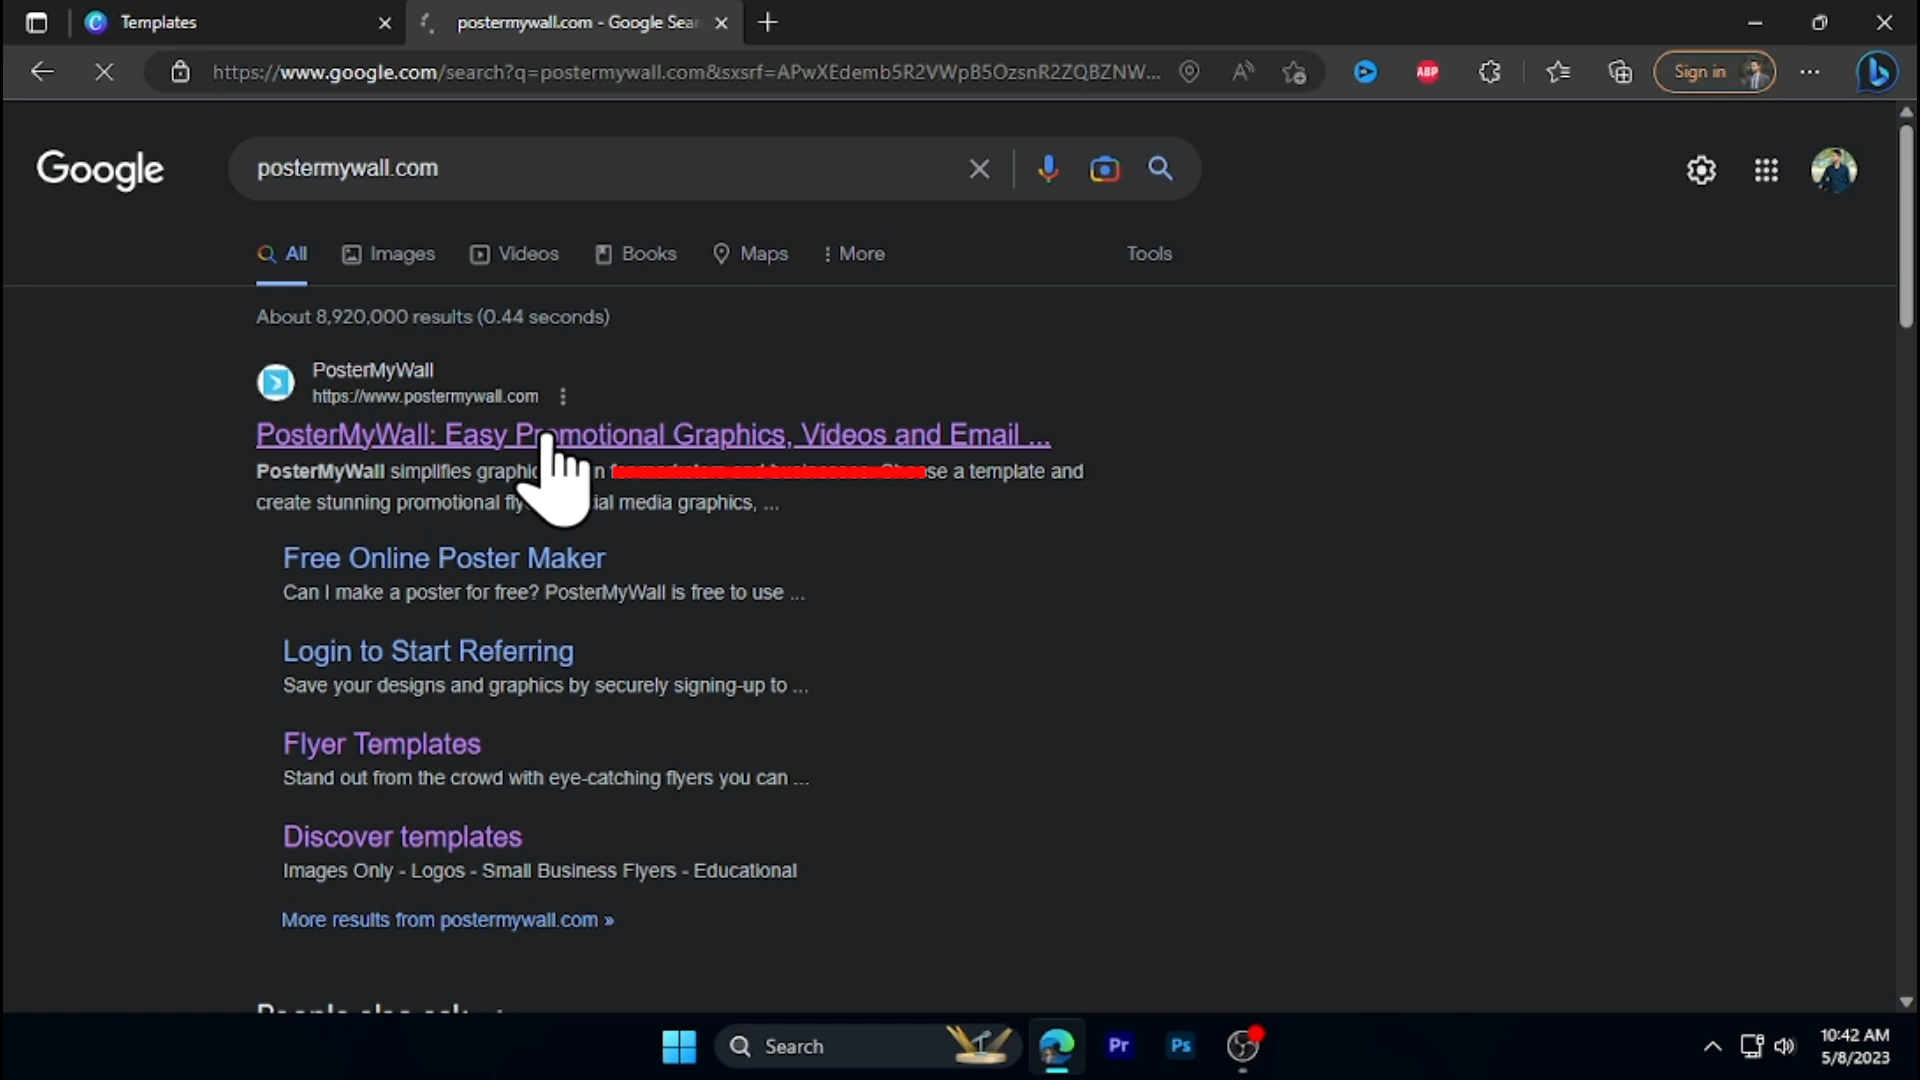 Templates
postermywall.com - Google Sear
https://www.google.com/search?q=postermywall.com&sxsrf=APwXEdemb5R2VWpB5OzsnR2ZQBZNW...
ABP
Sign in
Google
postermywall.com
All Images Videos Books Maps More Tools
About 8,920,000 results (0.44 seconds)
PosterMyWall
https://www.postermywall.com
PosterMyWall: Easy Promotional Graphics, Videos and Email ...
PosterMyWall simplifies a template and
create stunning promotional media graphics, ...
Free Online Poster Maker
Can I make a poster for free? PosterMyWall is free to use ...
Login to Start Referring
Save your designs and graphics by securely signing-up to ...
Flyer Templates
Stand out from the crowd with eye-catching flyers you can ...
Discover templates
Images Only - Logos - Small Business Flyers - Educational
More results from postermywall.com »
Search
Pr
Ps
10:42 AM
5/8/2023